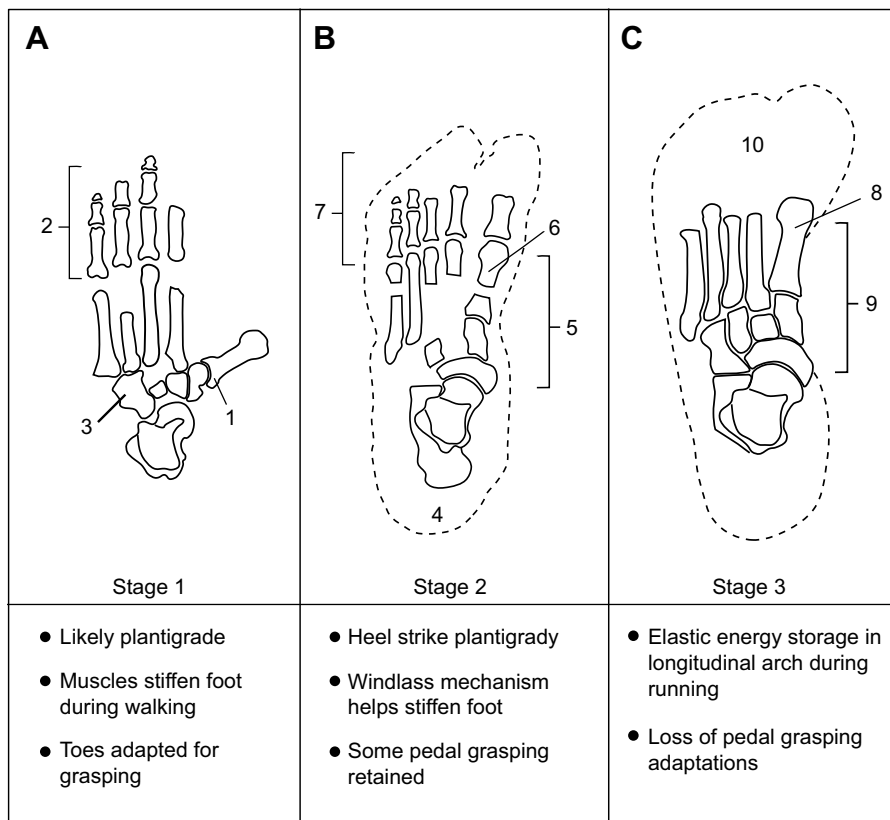 A
B
C
2
3
1
7
6
5
4
10
8
9
Stage 1
Stage 2
Stage 3
● Likely plantigrade
● Muscles stiffen foot
during walking
● Toes adapted for
grasping
● Heel strike plantigrady
● Windlass mechanism
helps stiffen foot
● Some pedal grasping
retained
● Elastic energy storage in
longitudinal arch during
running
● Loss of pedal grasping
adaptations